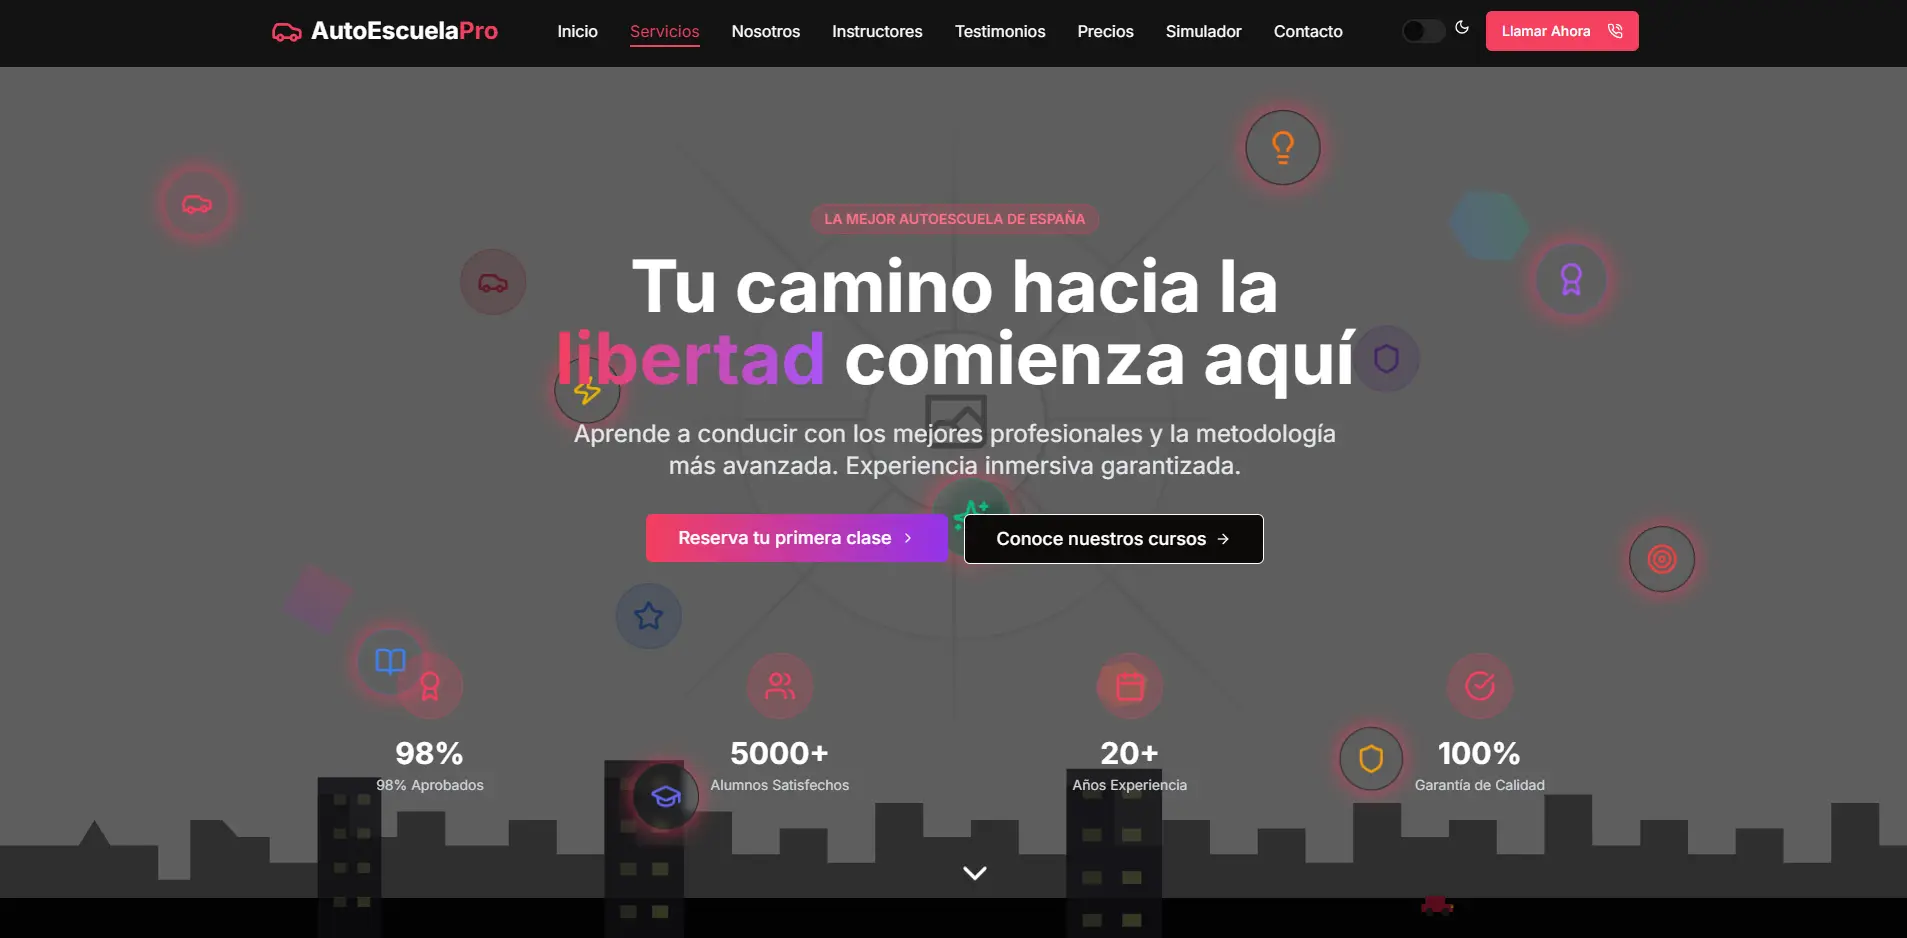 AutoEscuelaPro
Inicio
Servicios
Nosotros
Instructores
Testimonios
Precios
Simulador
Contacto
Llamar Ahora
LA MEJOR AUTOESCUELA DE ESPAÑA
Tu camino hacia la
libertad comienza aquí
Aprende a conducir con los mejores profesionales y la metodología
más avanzada. Experiencia inmersiva garantizada.
Reserva tu primera clase
Conoce nuestros cursos
98%
98% Aprobados
5000+
Alumnos Satisfechos
20+
Años Experiencia
100%
Garantía de Calidad